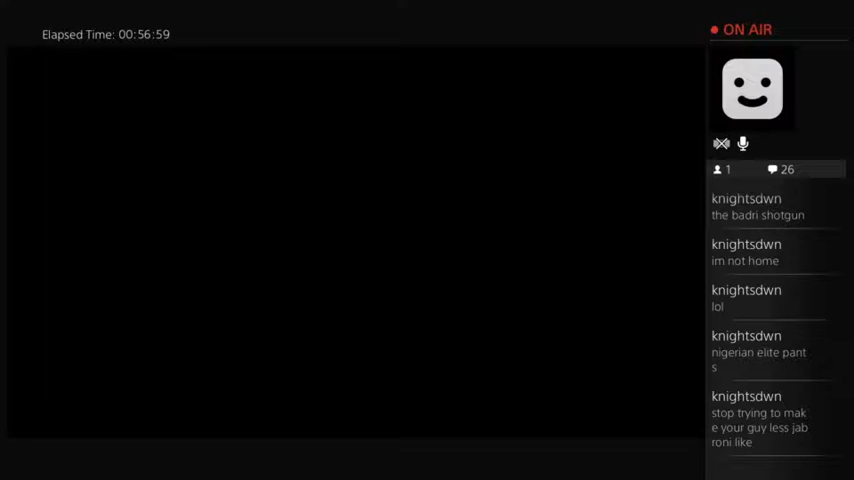 Elapsed Time: 00:56:59
ON AIR
1 26
knightsdwn
the badri shotgun
knightsdwn
im not home
knightsdwn
lol
knightsdwn
nigerian elite pant
s
knightsdwn
stop trying to mak
e your guy less jab
roni like